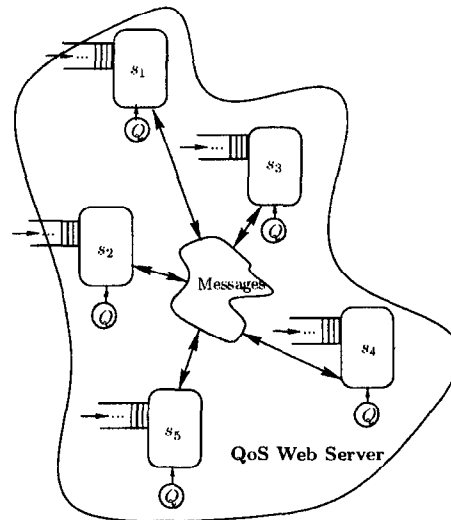 ... s1
Q
... s3
Q
... s2
Q
Messages
... s4
Q
... s5
Q
QoS Web Server